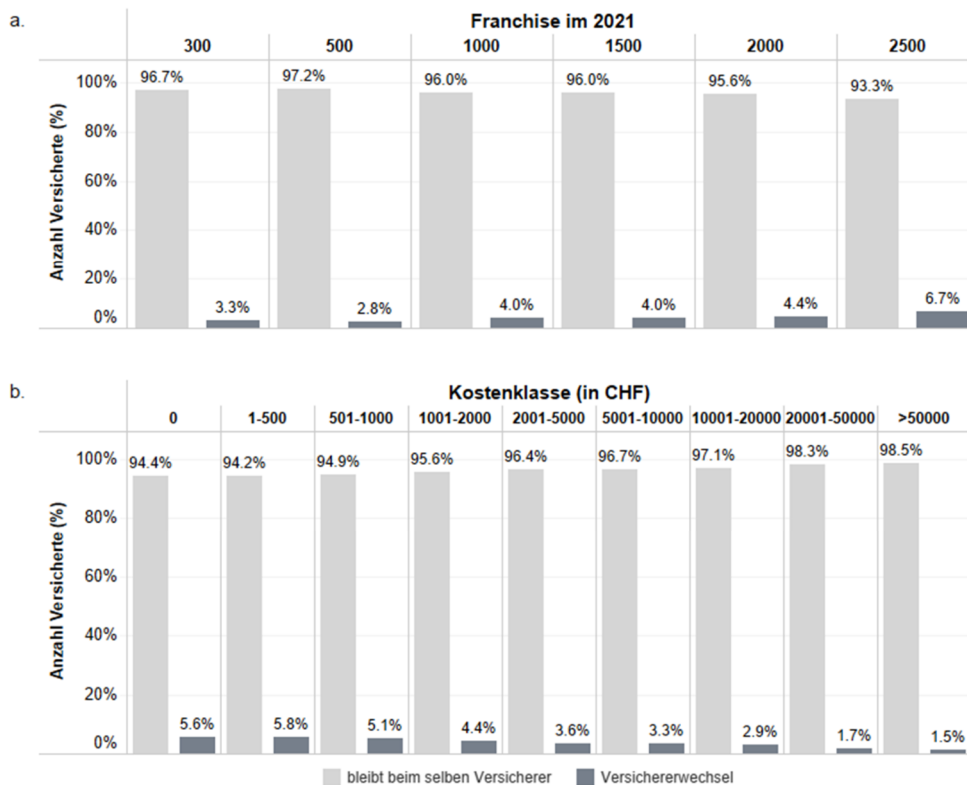 a.
Franchise im 2021
300 500 1000 1500 2000 2500
Anzahl Versicherte (%)
100%
80%
60%
40%
20%
0%
96.7% 97.2% 96.0% 96.0% 95.6% 93.3%
3.3% 2.8% 4.0% 4.0% 4.4% 6.7%
b.
Kostenklasse (in CHF)
0 1-500 501-1000 1001-2000 2001-5000 5001-10000 10001-20000 20001-50000 >50000
Anzahl Versicherte (%)
100%
80%
60%
40%
20%
0%
94.4% 94.2% 94.9% 95.6% 96.4% 96.7% 97.1% 98.3% 98.5%
5.6% 5.8% 5.1% 4.4% 3.6% 3.3% 2.9% 1.7% 1.5%
bleibt beim selben Versicherer Versichererwechsel